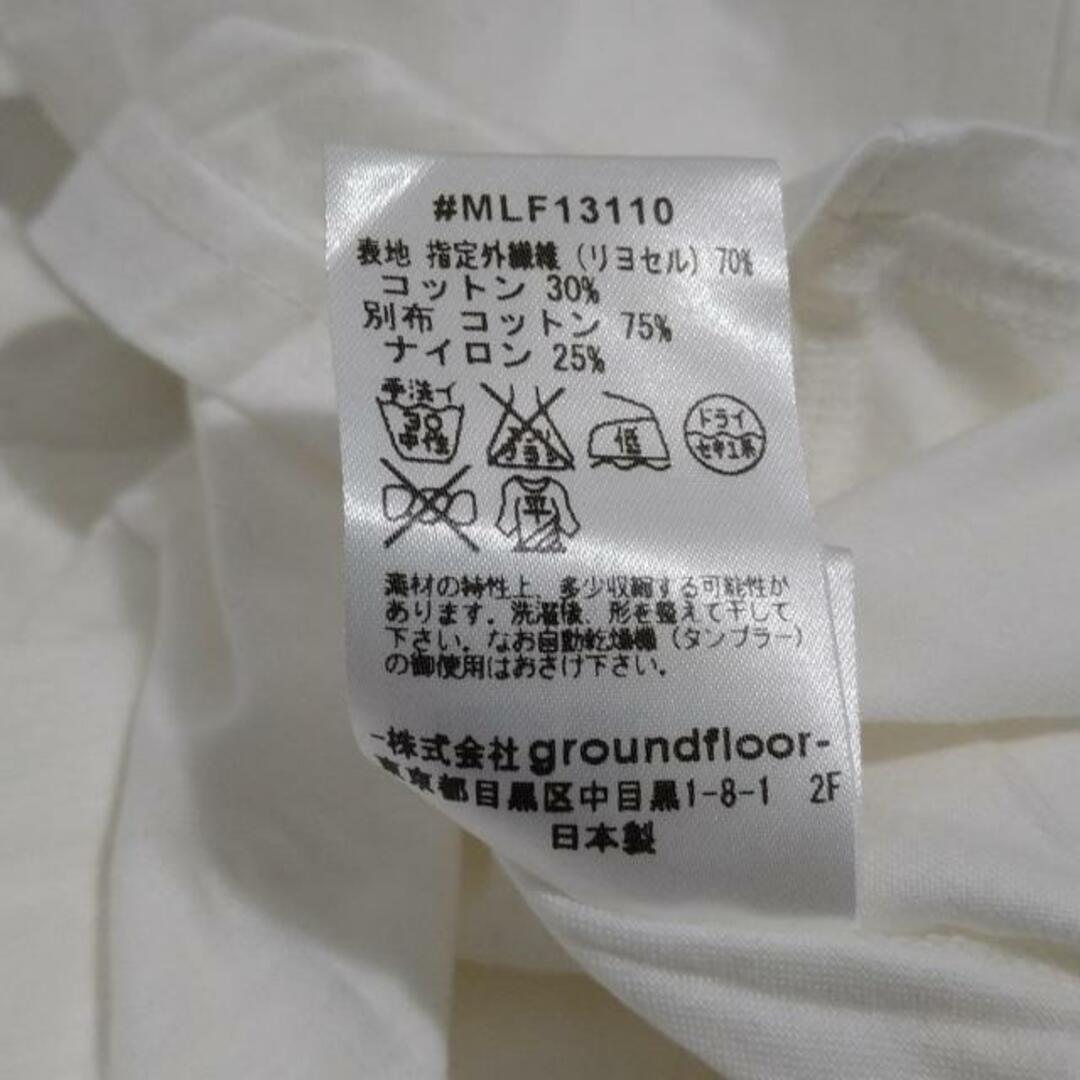 #MLF13110
表地 指定外繊維 (リヨセル) 70%
コットン 30%
別布 コットン 75%
ナイロン 25%
手洗イ
30
中性
エンソ
サラシ
低
ドライ
セキユ系
平
素材の特性上、多少収縮する可能性が
あります。洗濯後、形を整えて干して
下さい。なお自動乾燥機(タンブラー)
の御使用はおさけ下さい。
-株式会社groundfloor-
東京都目黒区中目黒1-8-1 2F
日本製